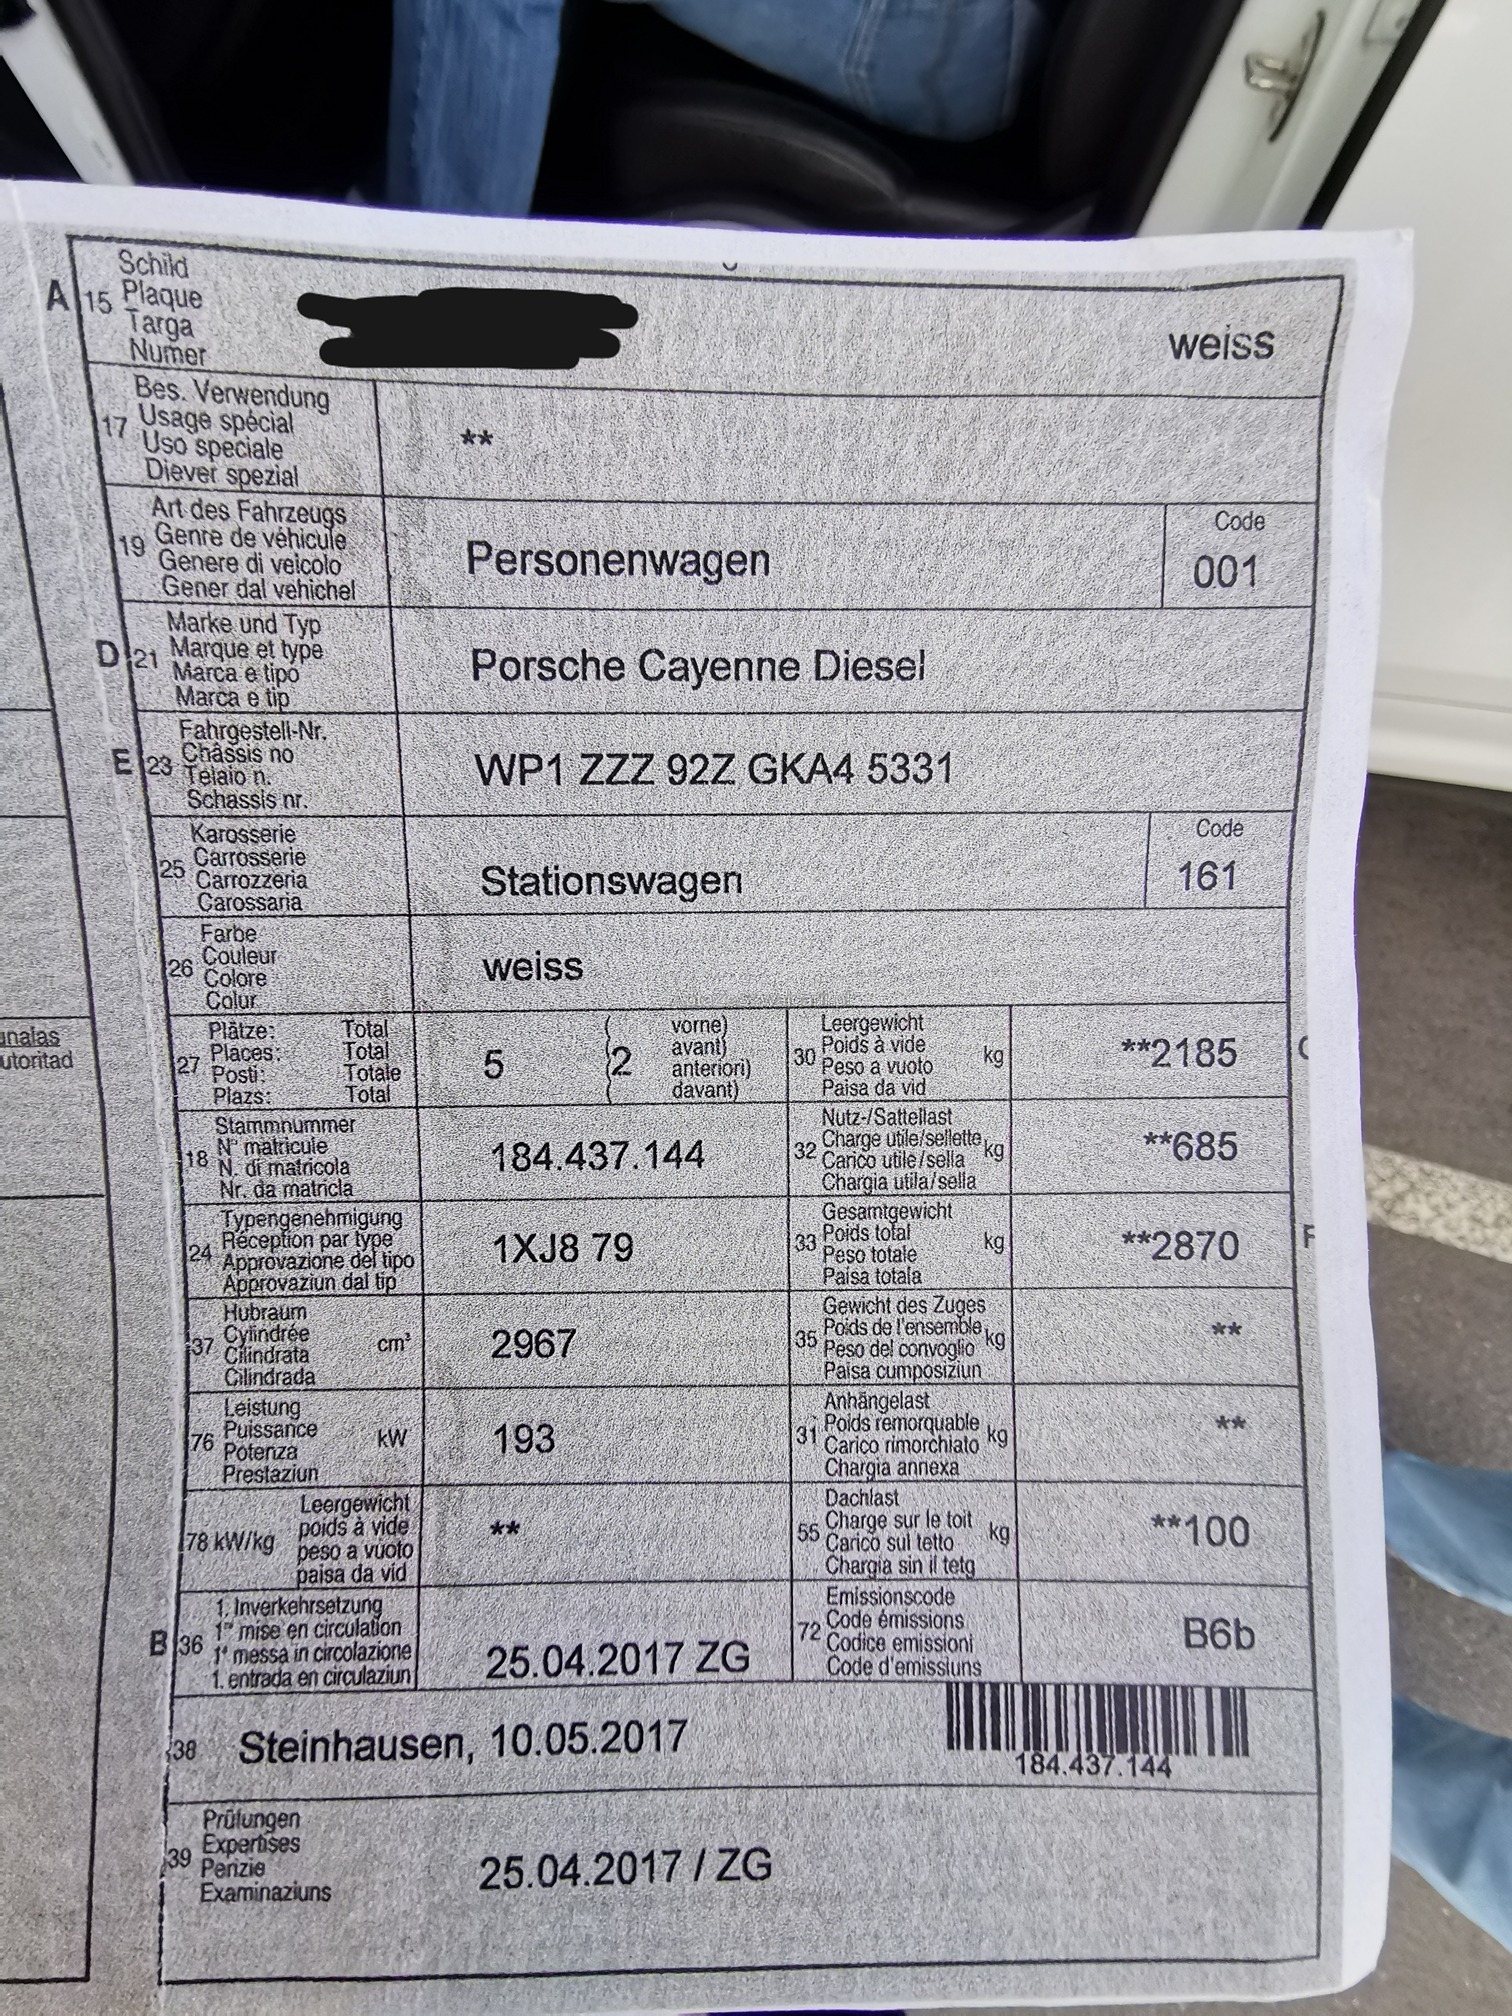 A 15 Schild
Plaque
Targa
Numer
weiss
17 Bes. Verwendung
Usage spécial
Uso speciale
Diever spezial
**
19 Art des Fahrzeugs
Genre de véhicule
Genere di veicolo
Gener dal vehichel
Personenwagen
Code
001
D 21 Marke und Typ
Marque et type
Marca e tipo
Marca e tip
Porsche Cayenne Diesel
E 23 Fahrgestell-Nr.
Châssis no
Telaio n.
Schassis nr.
WP1 ZZZ 92Z GKA4 5331
25 Karosserie
Carrosserie
Carrozzeria
Carossaria
Stationswagen
Code
161
26 Farbe
Couleur
Colore
Colur
weiss
27 Plätze: Total
Places: Total
Posti: Totale
Plazs: Total
5 (2 vorne)
avant)
anteriori)
davant)
30 Leergewicht
Poids à vide kg
Peso a vuoto
Paisa da vid
**2185
utoritad
18 Stammnummer
N° matricule
N. di matricola
Nr. da matricla
184.437.144
32 Nutz-/Sattellast
Charge utile/sellette kg
Carico utile/sella
Chargia utila/sella
**685
24 Typengenehmigung
Réception par type
Approvazione del tipo
Approvaziun dal tip
1XJ8 79
33 Gesamtgewicht
Poids total kg
Peso totale
Paisa totala
**2870
37 Hubraum
Cylindrée cm³
Cilindrata
Cilindrada
2967
35 Gewicht des Zuges
Poids de l'ensemble kg
Peso del convoglio
Paisa cumposiziun
**
76 Leistung
Puissance kW
Potenza
Prestaziun
193
31 Anhängelast
Poids remorquable kg
Carico rimorchiato
Chargia annexa
**
78 kW/kg Leergewicht
poids à vide
peso a vuoto
paisa da vid
**
55 Dachlast
Charge sur le toit kg
Carico sul tetto
Chargia sin il tetg
**100
B 36 1. Inverkehrsetzung
1re mise en circulation
1a messa in circolazione
1. entrada en circulaziun
25.04.2017 ZG
72 Emissionscode
Code émissions
Codice emissioni
Code d'emissiuns
B6b
38 Steinhausen, 10.05.2017
184.437.144
39 Prüfungen
Expertises
Perizie
Examinaziuns
25.04.2017 / ZG